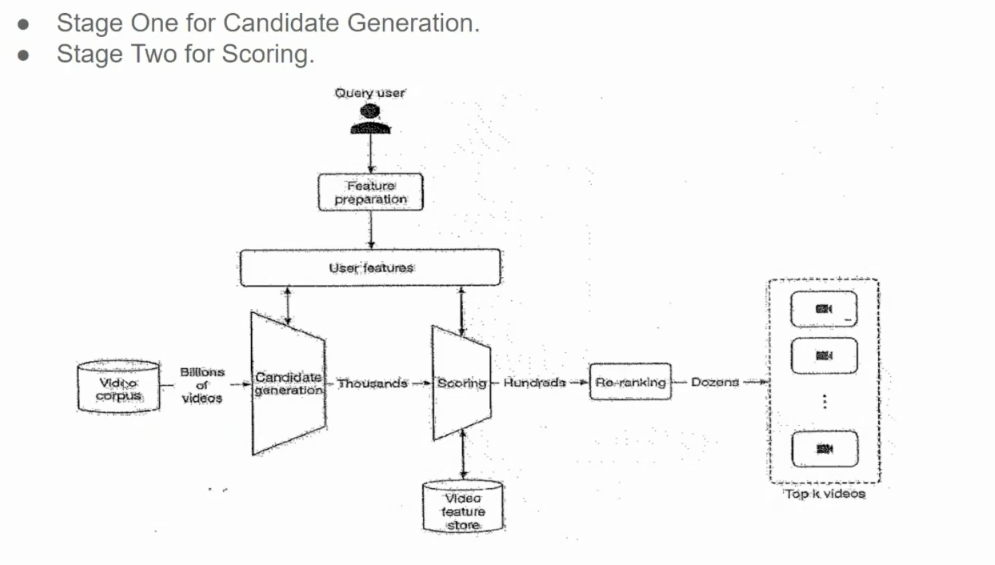 ● Stage One for Candidate Generation.
● Stage Two for Scoring.
Query user
Feature
preparation
User features
Video
corpus
Billions
of
videos
Candidate
generation
Thousands
Scoring
Hundreds
Re-ranking
Dozens
Video
feature
store
Top k videos